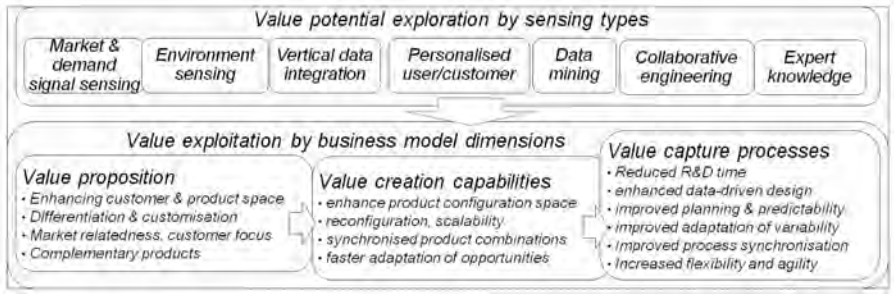 Value potential exploration by sensing types
Market &
demand
signal sensing
Environment
sensing
Vertical data
integration
Personalised
user/customer
Data
mining
Collaborative
engineering
Expert
knowledge
Value exploitation by business model dimensions
Value proposition
• Enhancing customer & product space
• Differentiation & customisation
• Market relatedness, customer focus
• Complementary products
Value creation capabilities
• enhance product configuration space
• reconfiguration, scalability
• synchronised product combinations
• faster adaptation of opportunities
Value capture processes
• Reduced R&D time
• enhanced data-driven design
• improved planning & predictability
• improved adaptation of variability
• Improved process synchronisation
• Increased flexibility and agility